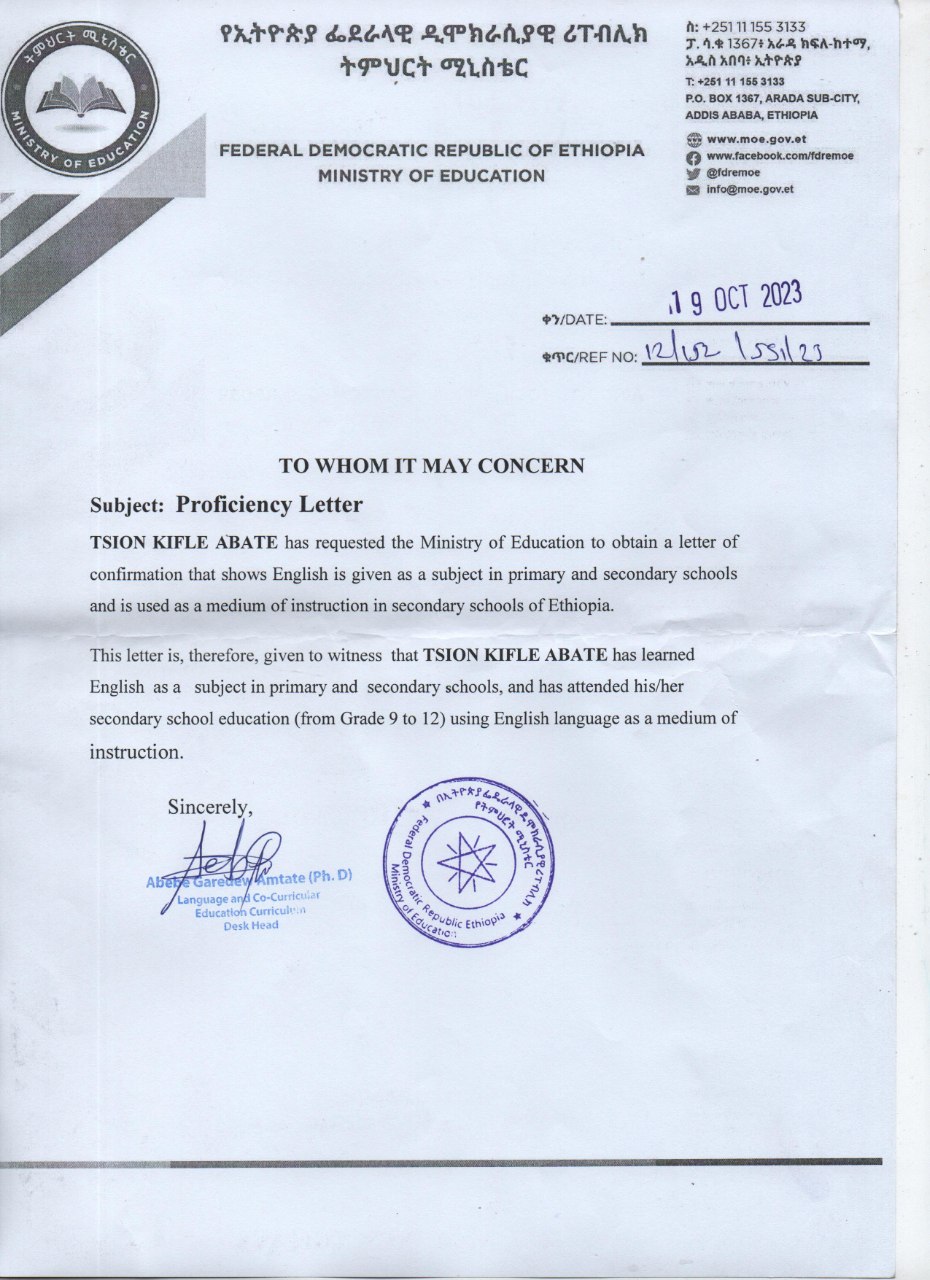 ትምህርት ሚኒስቴር
MINISTRY OF EDUCATION
የኢትዮጵያ ፌደራላዊ ዲሞክራሲያዊ ሪፐብሊክ
ትምህርት ሚኒስቴር
FEDERAL DEMOCRATIC REPUBLIC OF ETHIOPIA
MINISTRY OF EDUCATION
ስ: +251 11 155 3133
ፓ. ሳ.ቁ 1367፥ አራዳ ክፍለ-ከተማ,
አዲስ አበባ፥ ኢትዮጵያ
T: +251 11 155 3133
P.O. BOX 1367, ARADA SUB-CITY,
ADDIS ABABA, ETHIOPIA
www.moe.gov.et
www.facebook.com/fdremoe
@fdremoe
info@moe.gov.et
ቀን/DATE: 19 OCT 2023
ቁጥር/REF NO:
TO WHOM IT MAY CONCERN
Subject: Proficiency Letter
TSION KIFLE ABATE has requested the Ministry of Education to obtain a letter of
confirmation that shows English is given as a subject in primary and secondary schools
and is used as a medium of instruction in secondary schools of Ethiopia.
This letter is, therefore, given to witness that TSION KIFLE ABATE has learned
English as a subject in primary and secondary schools, and has attended his/her
secondary school education (from Grade 9 to 12) using English language as a medium of
instruction.
Sincerely,
Abebe Garedew Amtate (Ph. D)
Language and Co-Curricular
Education Curriculum
Desk Head
በኢትዮጵያ ፌዴራላዊ ዲሞክራሲያዊ ሪፐብሊክ
የትምህርት ሚኒስቴር
Federal Democratic Republic Ethiopia
Ministry of Education